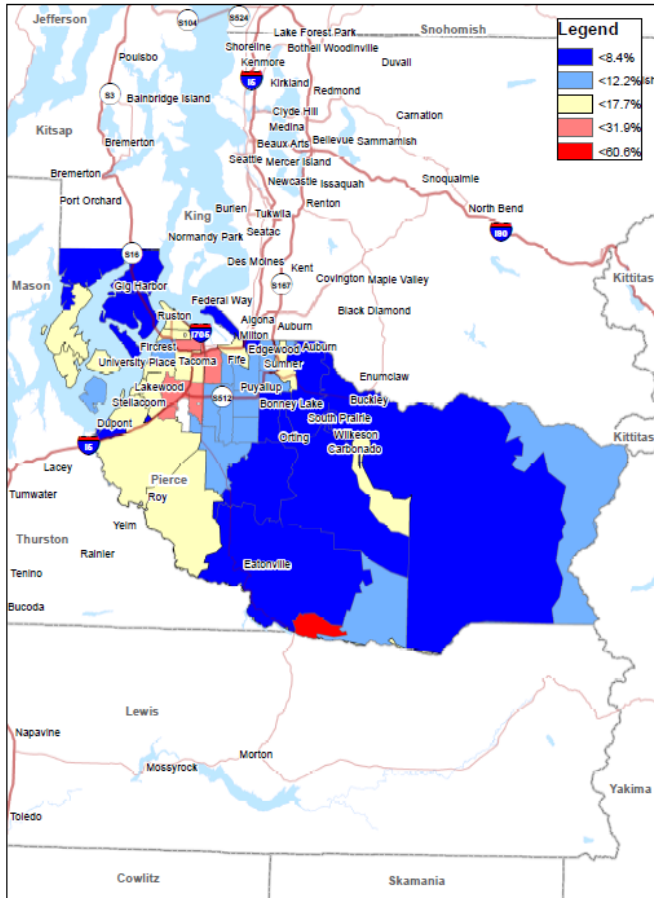 Jefferson
S104
S524
Lake Forest Park
Snohomish
Legend
Shoreline
Bothell Woodinville
<8.4%
Poulsbo
Kenmore
Duvall
<12.2%
ish
I5
Kirkland
Redmond
S3
Bainbridge Island
<17.7%
Clyde Hill
Carnation
<31.9%
Kitsap
Medina
Bellevue
Sammamish
Bremerton
Beaux Arts
<60.6%
Seattle
Mercer Island
Snoqualmie
Bremerton
Newcastle
Issaquah
Port Orchard
Renton
North Bend
King
Burien
Tukwila
I90
Normandy Park
Seatac
Kittitas
S16
Des Moines
Kent
Mason
Gig Harbor
S167
Covington
Maple Valley
Federal Way
Ruston
Algona
Auburn
Black Diamond
I705
Milton
Fircrest
Edgewood
Auburn
University Place
Tacoma
Fife
Sumner
Enumclaw
Lakewood
Puyallup
Buckley
Steilacoom
S512
Bonney Lake
Dupont
South Prairie
Kittitas
I5
Orting
Wilkeson
Carbonado
Lacey
Pierce
Tumwater
Roy
Yelm
Thurston
Rainier
Eatonville
Tenino
Bucoda
Lewis
Napavine
Morton
Mossyrock
Yakima
Toledo
Cowlitz
Skamania